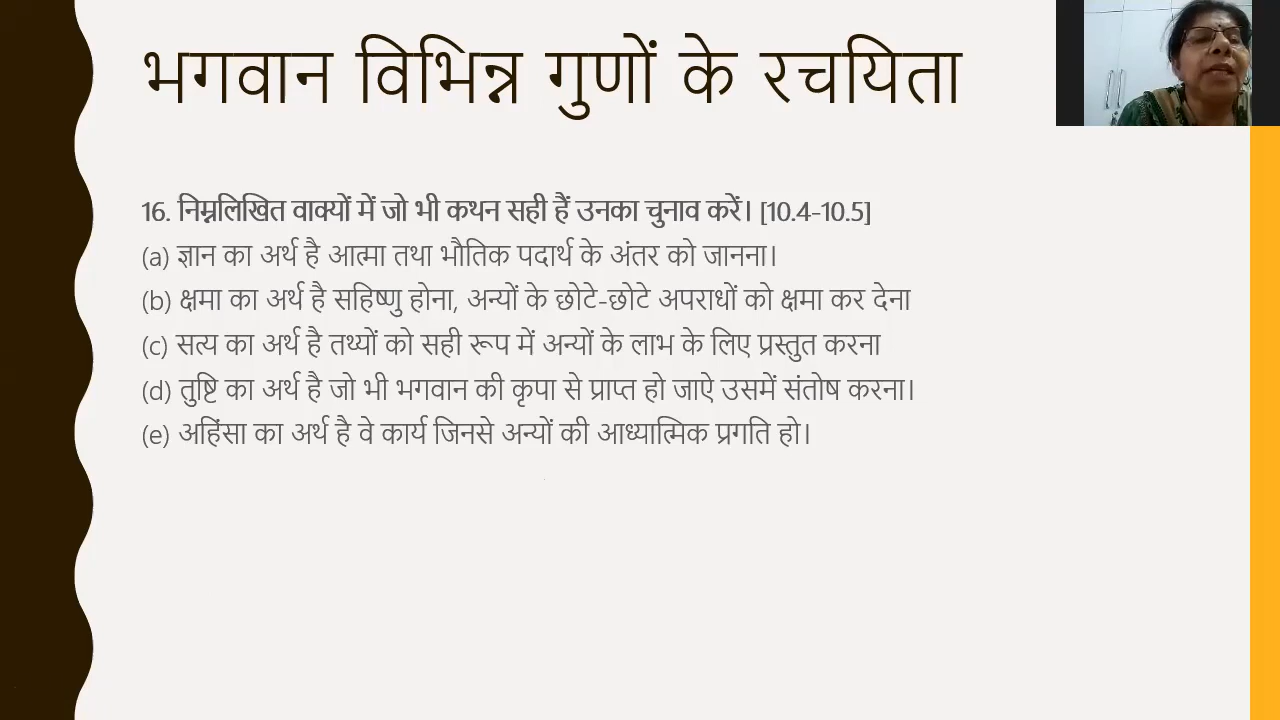 भगवान विभिन्न गुणों के रचयिता
16. निम्नलिखित वाक्यों में जो भी कथन सही हैं उनका चुनाव करें। [10.4-10.5]
(a) ज्ञान का अर्थ है आत्मा तथा भौतिक पदार्थ के अंतर को जानना।
(b) क्षमा का अर्थ है सहिष्णु होना, अन्यों के छोटे-छोटे अपराधों को क्षमा कर देना
(c) सत्य का अर्थ है तथ्यों को सही रूप में अन्यों के लाभ के लिए प्रस्तुत करना
(d) तुष्टि का अर्थ है जो भी भगवान की कृपा से प्राप्त हो जाऐ उसमें संतोष करना।
(e) अहिंसा का अर्थ है वे कार्य जिनसे अन्यों की आध्यात्मिक प्रगति हो।